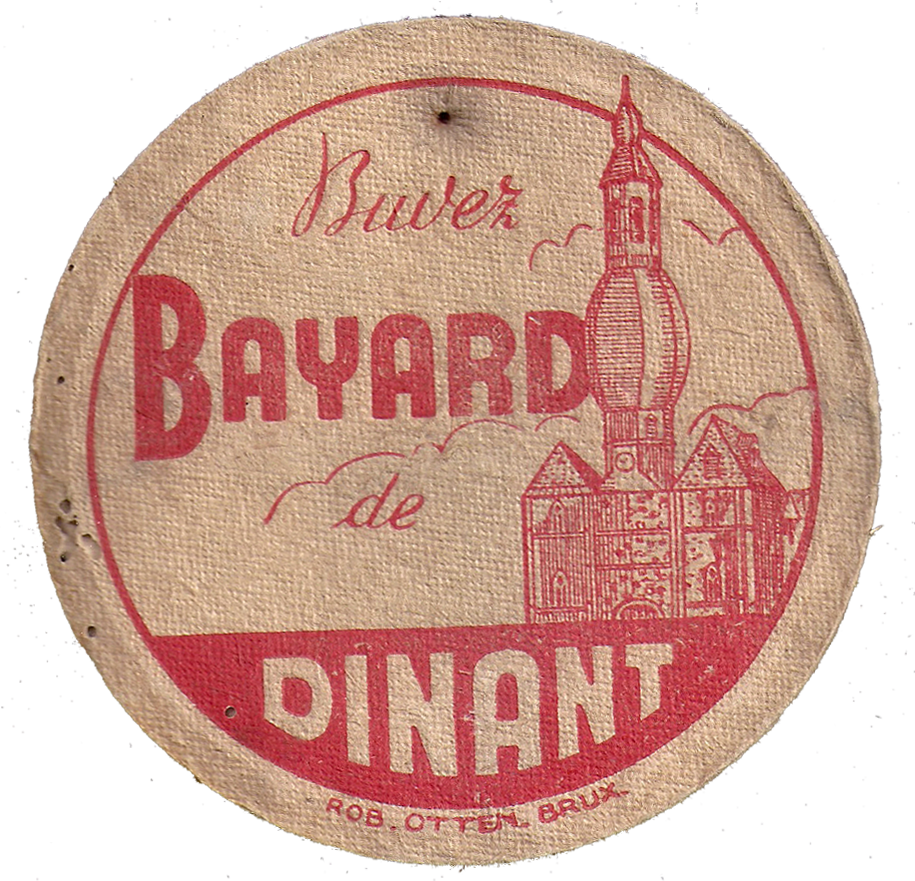 Buvez
BAYARD
de
DINANT
ROB. OTTEN. BRUX.